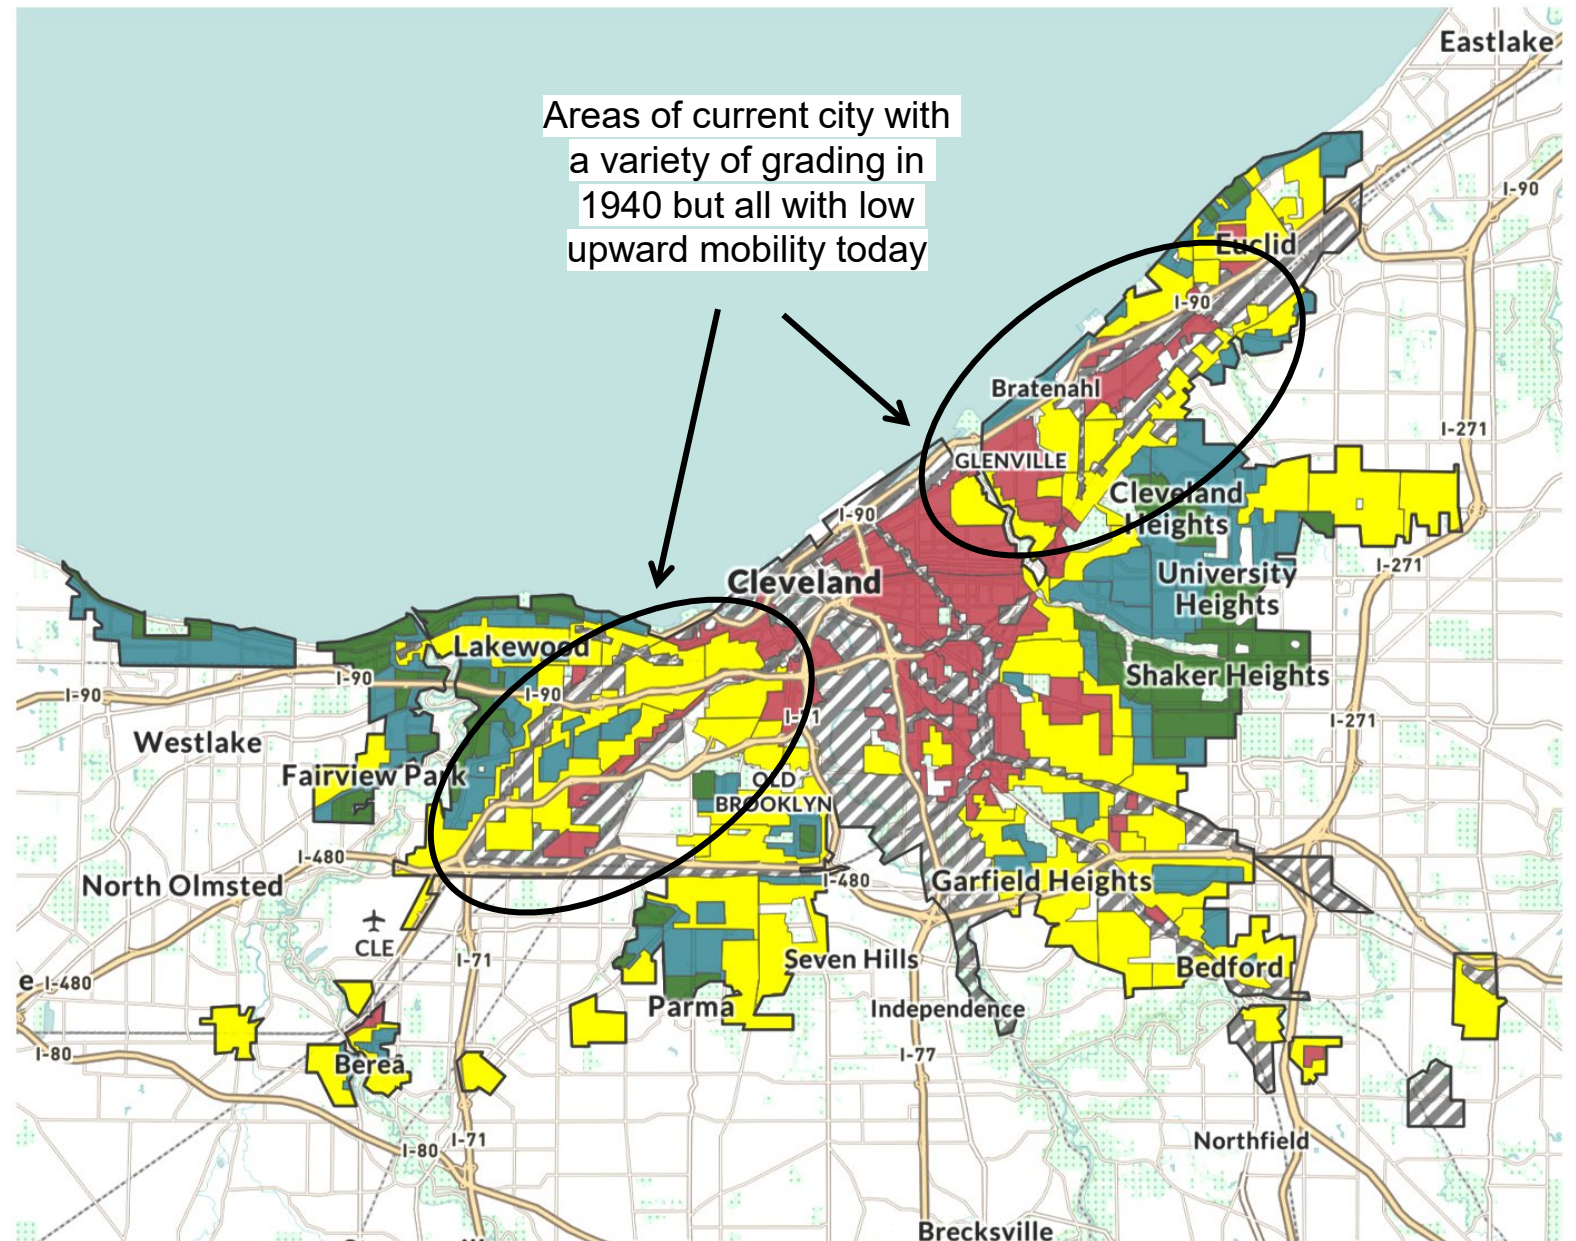 Eastlake
Areas of current city with
a variety of grading in
1940 but all with low
upward mobility today
I-90
Euclid
I-90
Bratenahl
I-271
GLENVILLE
Cleveland
Heights
I-90
I-271
Cleveland
University
Heights
Lakewood
Shaker Heights
I-90
I-90
I-90
I-71
I-271
Westlake
Fairview Park
OLD
BROOKLYN
I-480
North Olmsted
I-480
Garfield Heights
CLE
I-71
Seven Hills
Bedford
e
I-480
Parma
Independence
I-80
Berea
I-77
I-80
I-71
Northfield
Brecksville